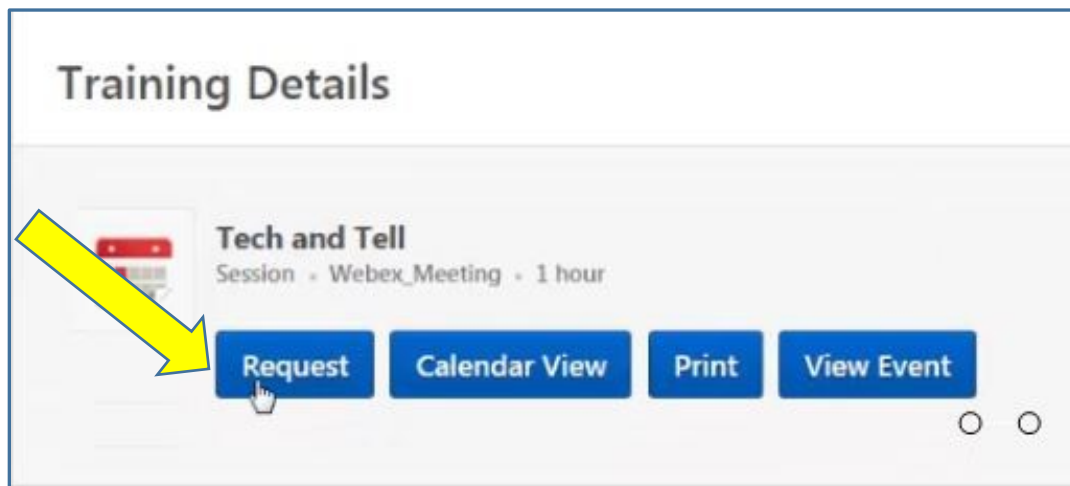 Training Details
Tech and Tell
Session • Webex_Meeting • 1 hour
Request Calendar View Print View Event